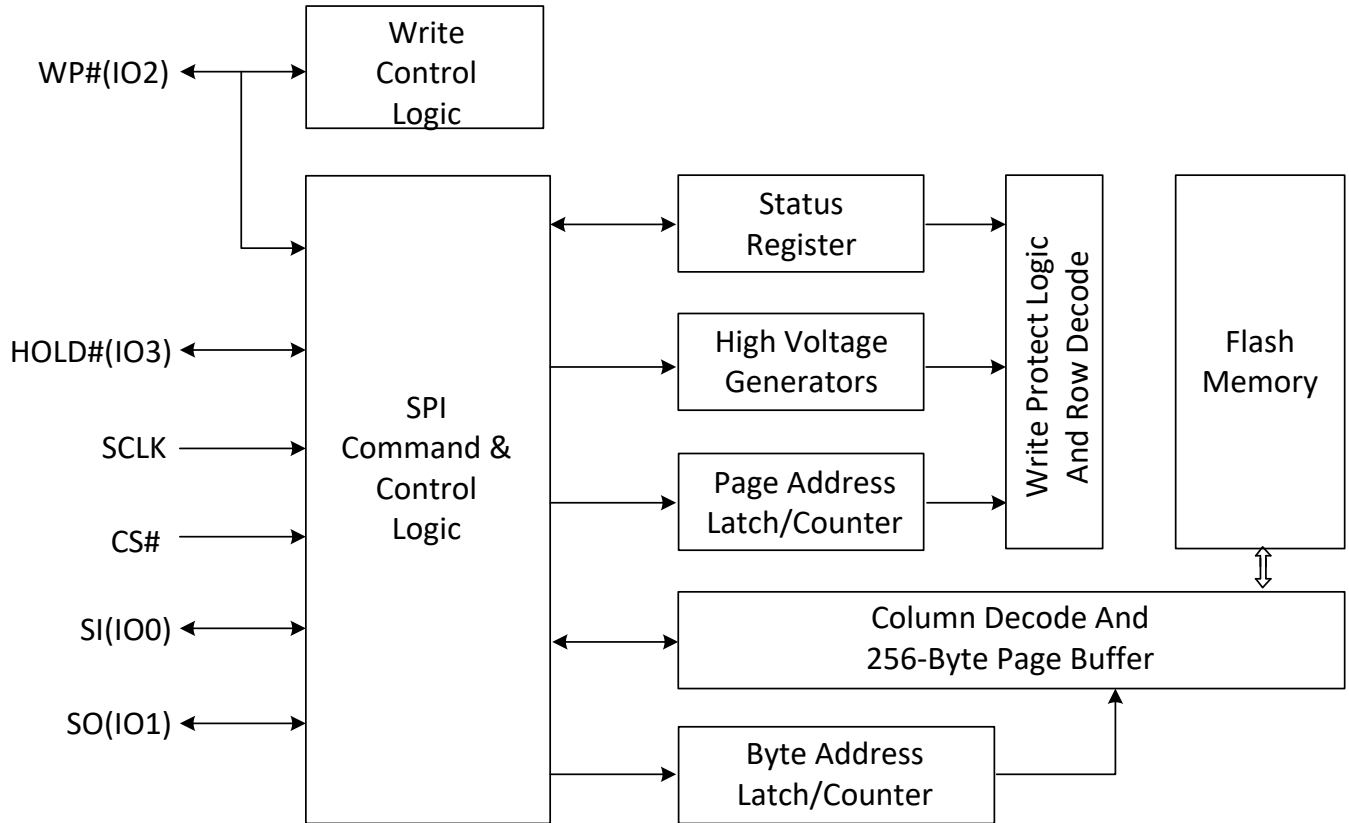 Write
Control
Logic
WP#(IO2)
HOLD#(IO3)
SCLK
CS#
SI(IO0)
SO(IO1)
SPI
Command &
Control
Logic
Status
Register
High Voltage
Generators
Page Address
Latch/Counter
Write Protect Logic
And Row Decode
Flash
Memory
Column Decode And
256-Byte Page Buffer
Byte Address
Latch/Counter